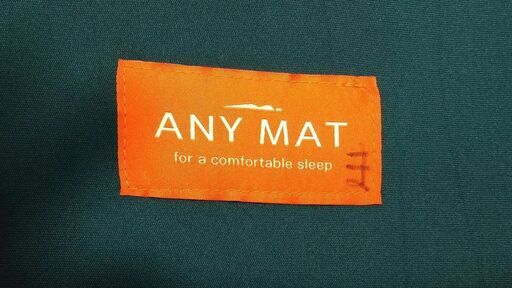 ANY MAT
for a comfortable sleep